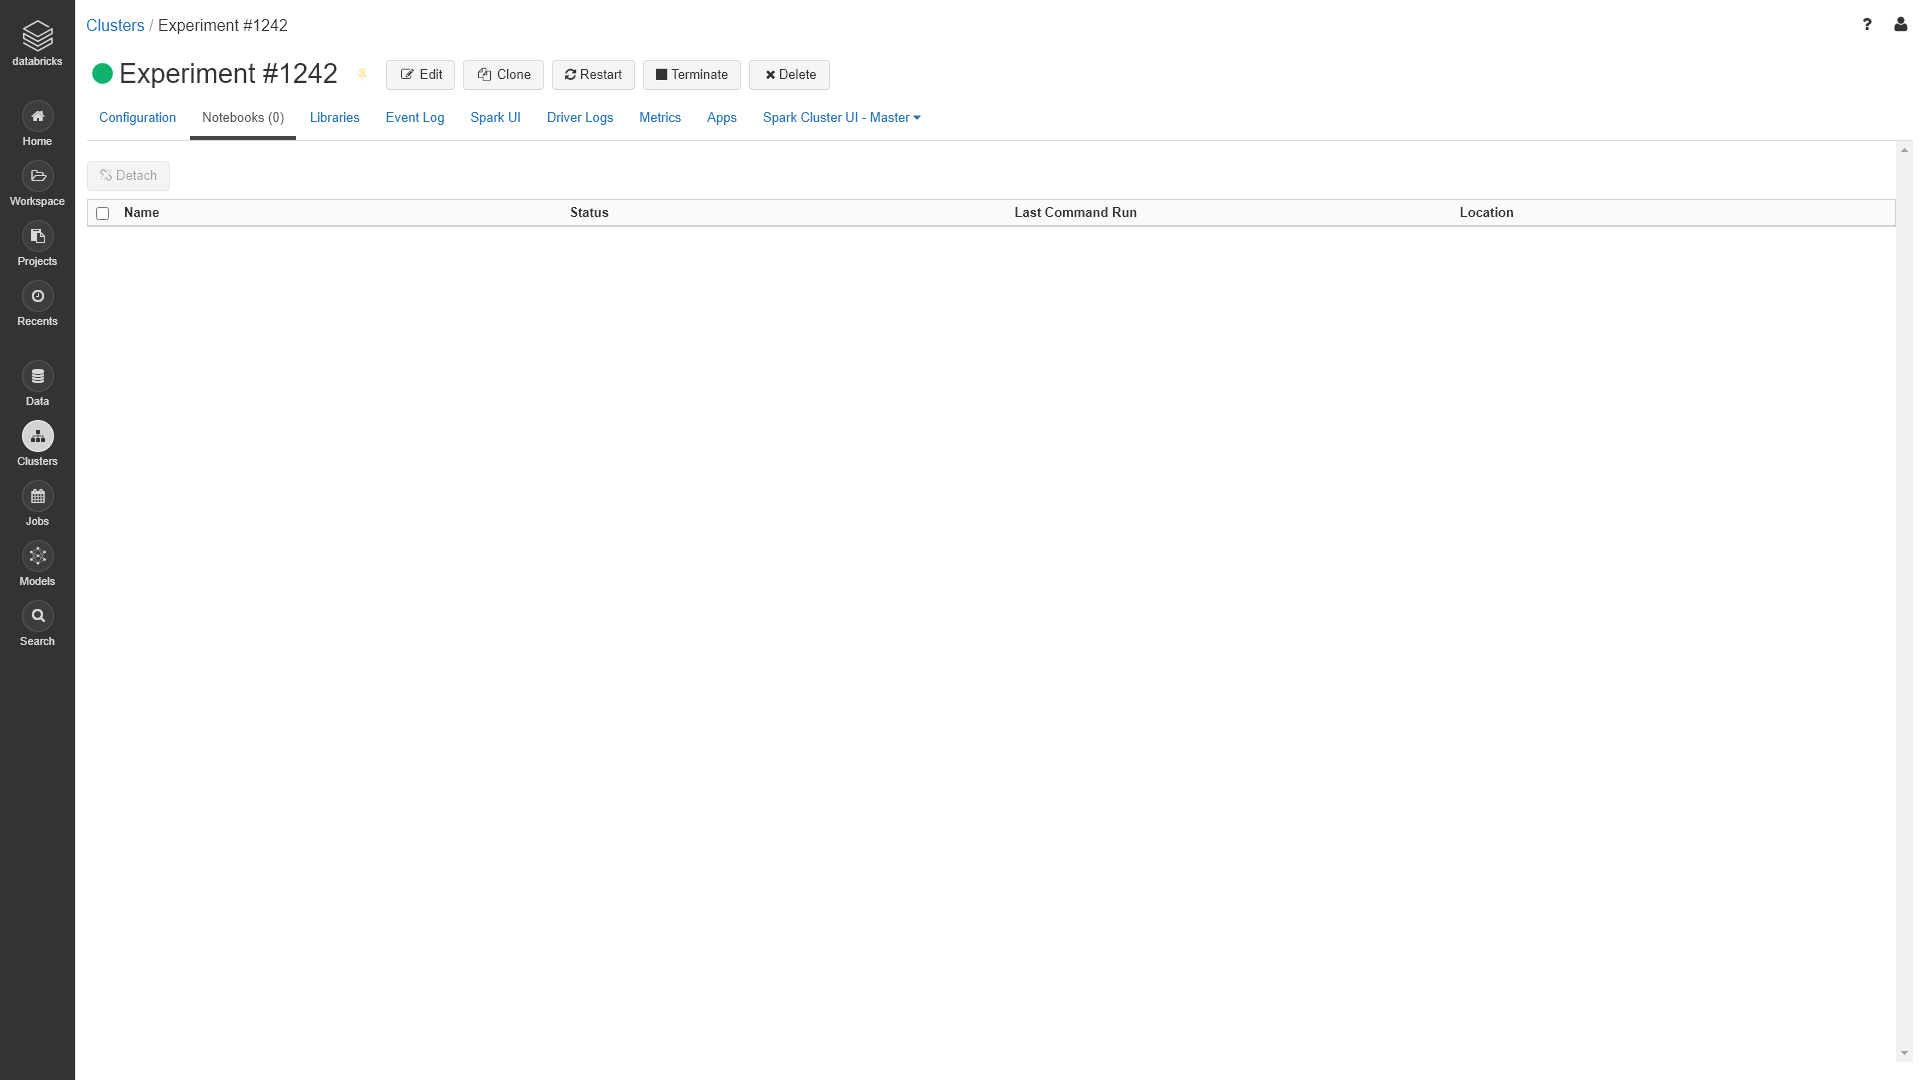 databricks
Home
Workspace
Projects
Recents
Data
Clusters
Jobs
Models
Search
Clusters / Experiment #1242
?
Experiment #1242
Edit Clone Restart Terminate Delete
Configuration Notebooks (0) Libraries Event Log Spark UI Driver Logs Metrics Apps Spark Cluster UI - Master
Detach
Name Status Last Command Run Location